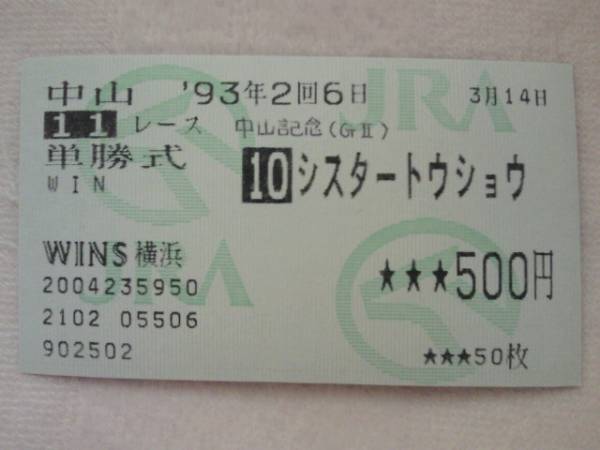 中山 '93年2回6日 3月14日
11 レース 中山記念(GⅡ)
単勝式 10 シスタートウショウ
WIN
WINS 横浜 ★★★500円
2004235950
2102 05506
902502 ★★★50枚
JRA
JRA